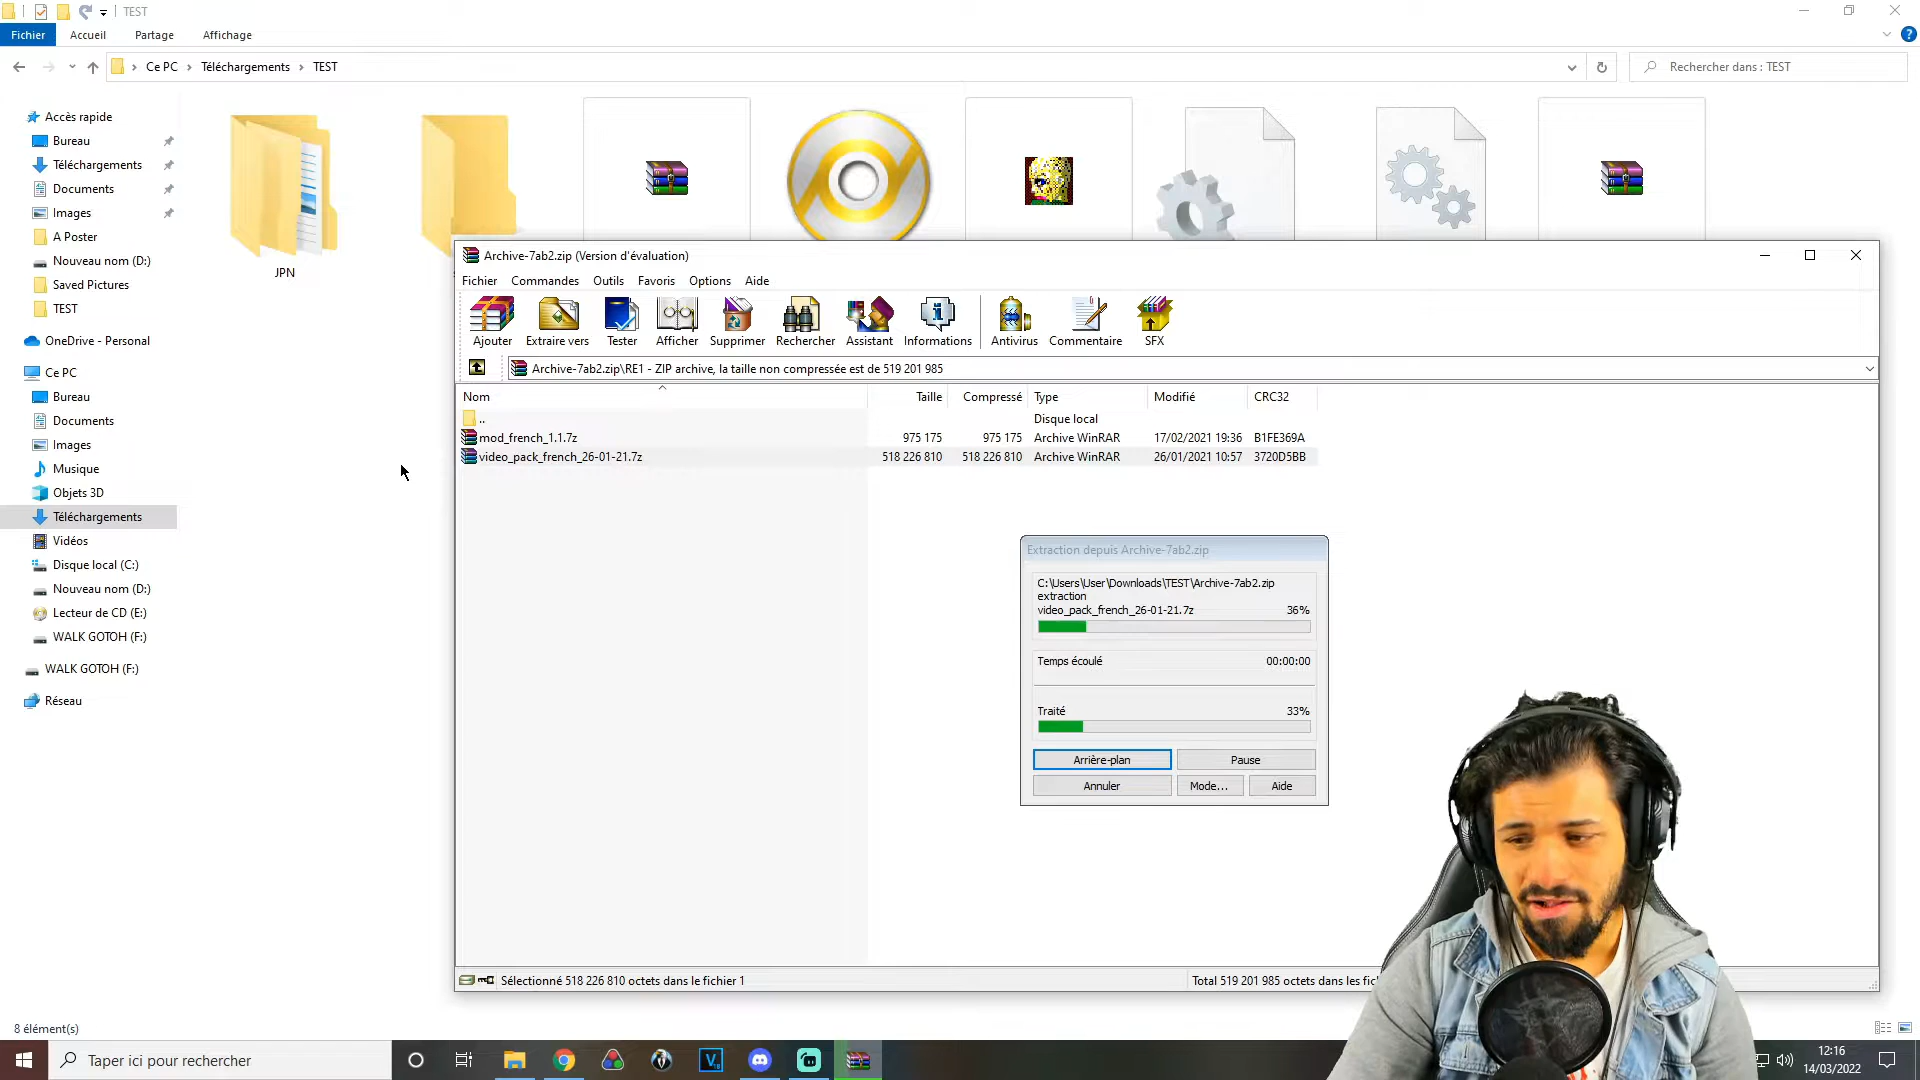 TEST
Fichier
Accueil
Partage
Affichage
Ce PC
Téléchargements
TEST
Rechercher dans : TEST
Accès rapide
Bureau
Téléchargements
Documents
Images
A Poster
Nouveau nom (D:)
Saved Pictures
TEST
OneDrive - Personal
Ce PC
Bureau
Documents
Images
Musique
Objets 3D
Téléchargements
Vidéos
Disque local (C:)
Nouveau nom (D:)
Lecteur de CD (E:)
WALK GOTOH (F:)
WALK GOTOH (F:)
Réseau
JPN
Archive-7ab2.zip (Version d'évaluation)
Fichier Commandes Outils Favoris Options Aide
Ajouter Extraire vers Tester Afficher Supprimer Rechercher Assistant Informations Antivirus Commentaire SFX
Archive-7ab2.zip\RE1 - ZIP archive, la taille non compressée est de 519 201 985
Nom Taille Compressé Type Modifié CRC32
.. Disque local
mod_french_1.1.7z 975 175 975 175 Archive WinRAR 17/02/2021 19:36 B1FE369A
video_pack_french_26-01-21.7z 518 226 810 518 226 810 Archive WinRAR 26/01/2021 10:57 3720D5BB
Extraction depuis Archive-7ab2.zip
C:\Users\User\Downloads\TEST\Archive-7ab2.zip
extraction
video_pack_french_26-01-21.7z 36%
Temps écoulé 00:00:00
Traité 33%
Arrière-plan Pause
Annuler Mode... Aide
Sélectionné 518 226 810 octets dans le fichier 1
Total 519 201 985 octets dans les
8 élément(s)
Taper ici pour rechercher
12:16
14/03/2022